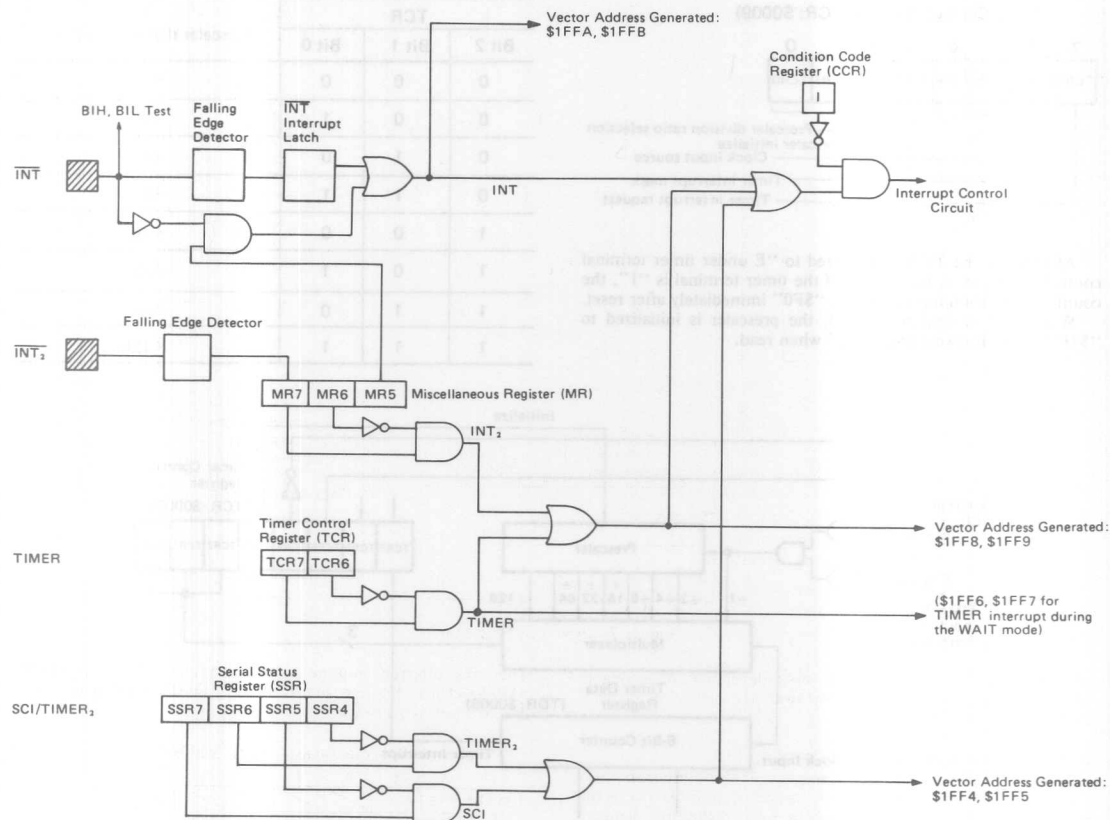 Vector Address Generated:
$1FFA, $1FFB
Condition Code
Register (CCR)
I
BIH, BIL Test
Falling
Edge
Detector
INT
Interrupt
Latch
INT
INT
Interrupt Control
Circuit
Falling Edge Detector
INT₂
MR7 MR6 MR5 Miscellaneous Register (MR)
INT₂
Timer Control
Register (TCR)
TIMER
TCR7 TCR6
TIMER
Vector Address Generated:
$1FF8, $1FF9
($1FF6, $1FF7 for
TIMER interrupt during
the WAIT mode)
Serial Status
Register (SSR)
SCI/TIMER₂
SSR7 SSR6 SSR5 SSR4
TIMER₂
SCI
Vector Address Generated:
$1FF4, $1FF5